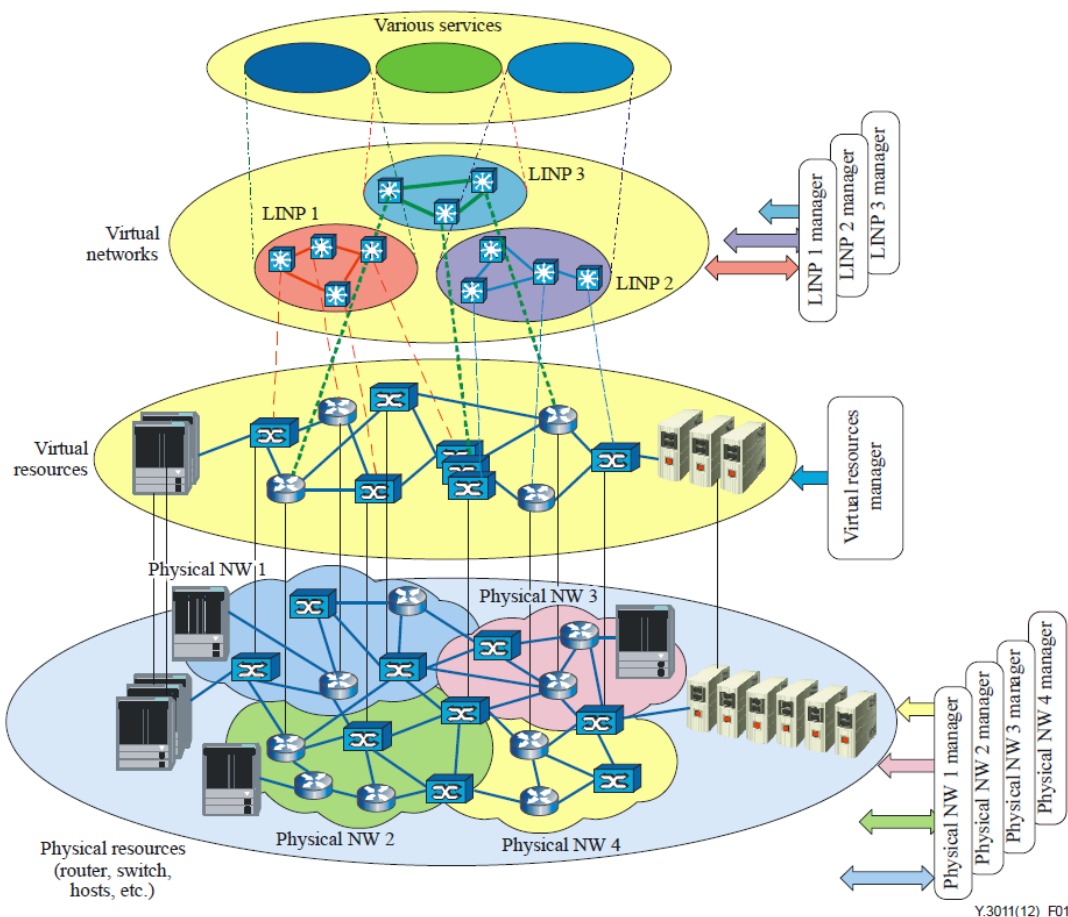 Various services
LINP 3
LINP 1
Virtual
networks
LINP 2
LINP 1 manager
LINP 2 manager
LINP 3 manager
Virtual
resources
Virtual resources
manager
Physical NW 1
Physical NW 3
Physical NW 2
Physical NW 4
Physical resources
(router, switch,
hosts, etc.)
Physical NW 1 manager
Physical NW 2 manager
Physical NW 3 manager
Physical NW 4 manager
Y.3011(12)_F01